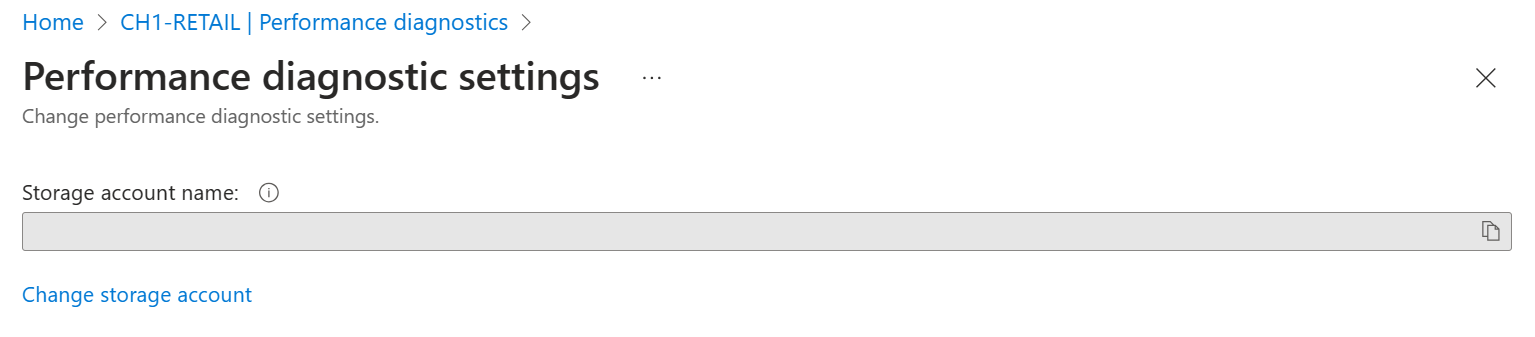 Home > CH1-RETAIL | Performance diagnostics >
Performance diagnostic settings ...
Change performance diagnostic settings.
Storage account name:
Change storage account